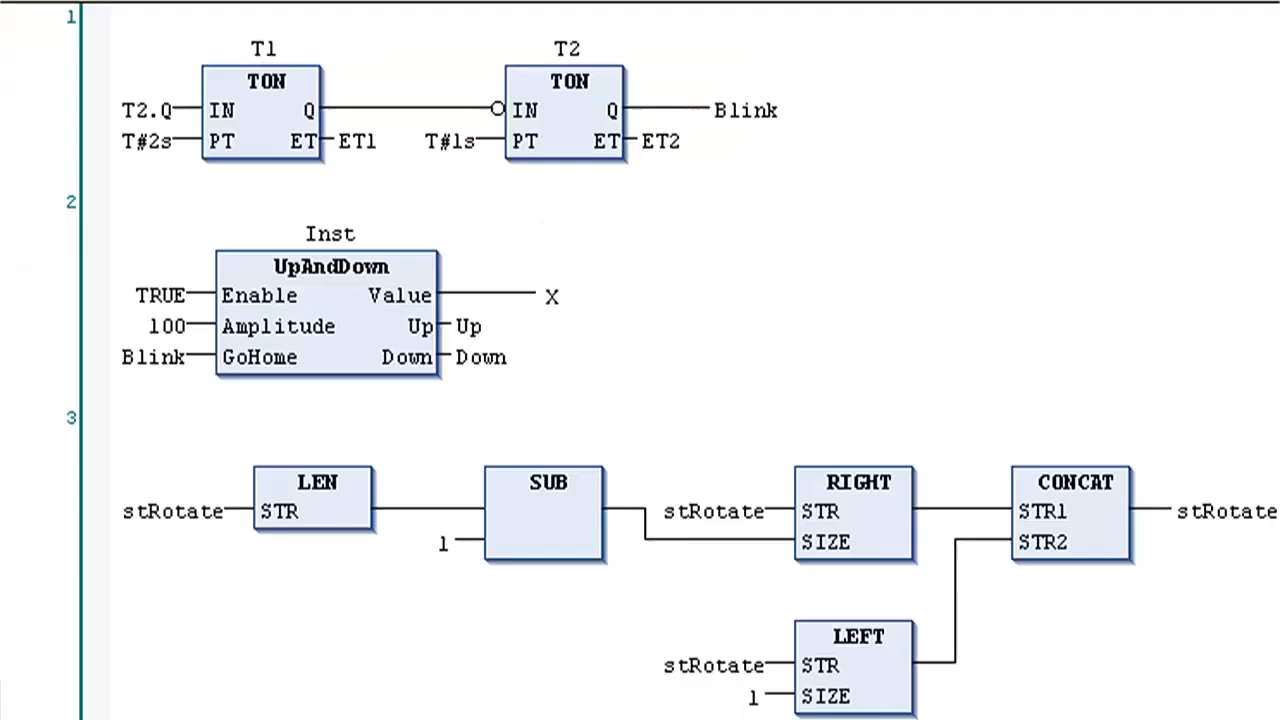 1
T1 T2
TON TON
T2.Q IN Q IN Q Blink
T#2s PT ET ET1 T#1s PT ET ET2
2
Inst
UpAndDown
TRUE Enable Value X
100 Amplitude Up Up
Blink GoHome Down Down
3
LEN SUB RIGHT CONCAT
stRotate STR stRotate STR STR1 stRotate
1 SIZE STR2
LEFT
stRotate STR
1 SIZE